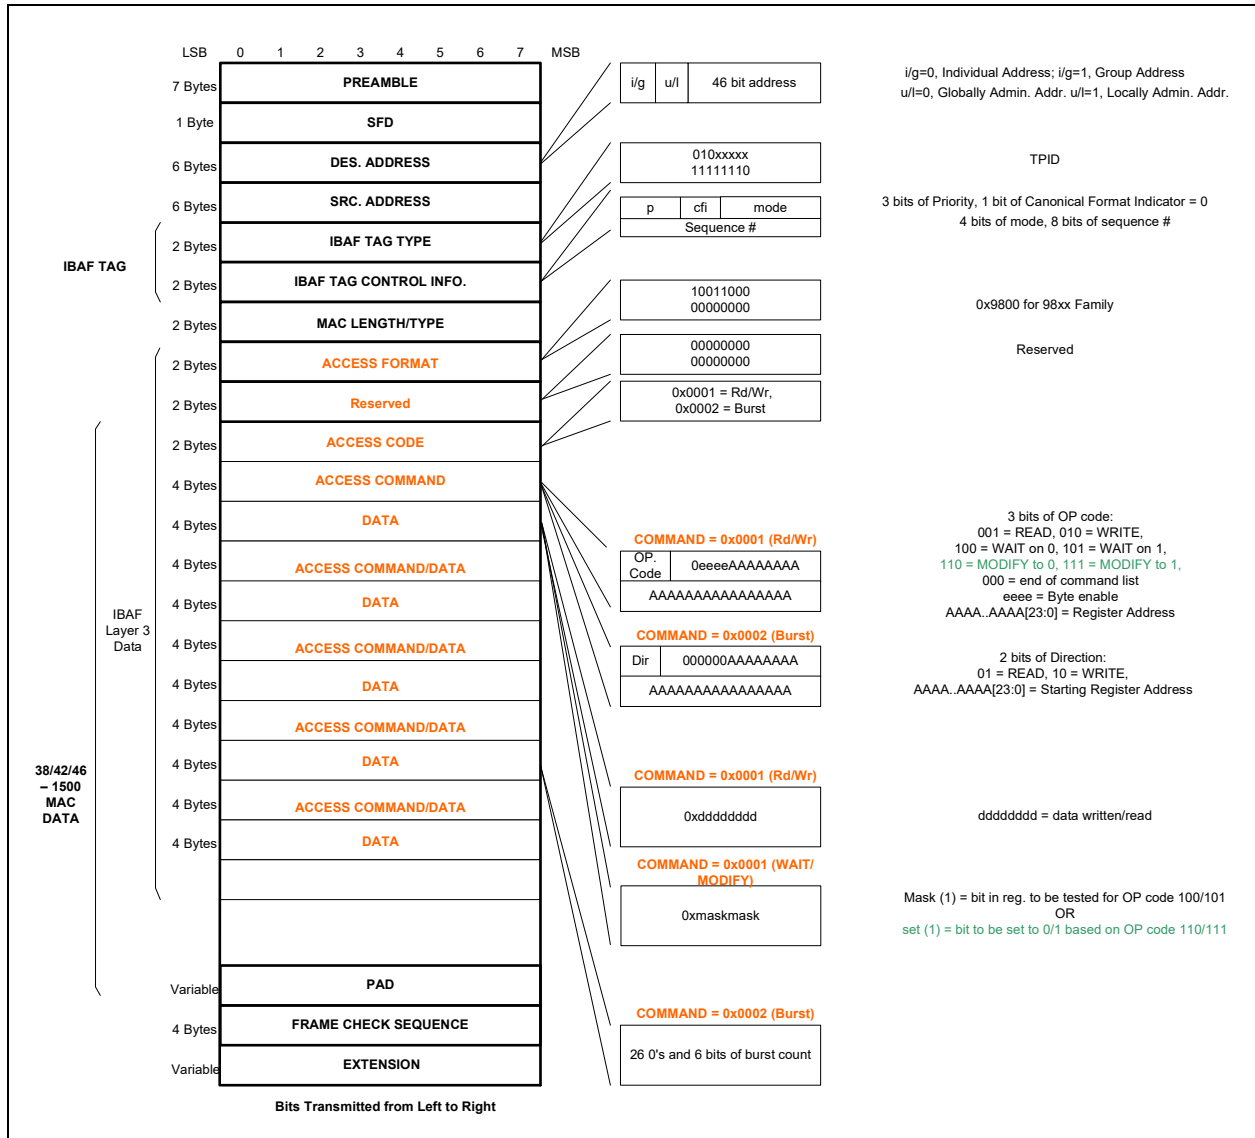 LSB 0 1 2 3 4 5 6 7 MSB
7 Bytes PREAMBLE
1 Byte SFD
6 Bytes DES. ADDRESS
6 Bytes SRC. ADDRESS
IBAF TAG
2 Bytes IBAF TAG TYPE
2 Bytes IBAF TAG CONTROL INFO.
2 Bytes MAC LENGTH/TYPE
2 Bytes ACCESS FORMAT
2 Bytes Reserved
2 Bytes ACCESS CODE
4 Bytes ACCESS COMMAND
4 Bytes DATA
4 Bytes ACCESS COMMAND/DATA
4 Bytes DATA
4 Bytes ACCESS COMMAND/DATA
4 Bytes DATA
4 Bytes ACCESS COMMAND/DATA
4 Bytes DATA
4 Bytes ACCESS COMMAND/DATA
4 Bytes DATA
IBAF
Layer 3
Data
38/42/46
– 1500
MAC
DATA
Variable PAD
4 Bytes FRAME CHECK SEQUENCE
Variable EXTENSION
Bits Transmitted from Left to Right
i/g u/l 46 bit address
i/g=0, Individual Address; i/g=1, Group Address
u/l=0, Globally Admin. Addr. u/l=1, Locally Admin. Addr.
010xxxxx
11111110
TPID
p cfi mode
Sequence #
3 bits of Priority, 1 bit of Canonical Format Indicator = 0
4 bits of mode, 8 bits of sequence #
10011000
00000000
0x9800 for 98xx Family
00000000
00000000
Reserved
0x0001 = Rd/Wr,
0x0002 = Burst
COMMAND = 0x0001 (Rd/Wr)
OP.
Code
0eeeeAAAAAAAA
AAAAAAAAAAAAAAAA
3 bits of OP code:
001 = READ, 010 = WRITE,
100 = WAIT on 0, 101 = WAIT on 1,
110 = MODIFY to 0, 111 = MODIFY to 1,
000 = end of command list
eeee = Byte enable
AAAA..AAAA[23:0] = Register Address
COMMAND = 0x0002 (Burst)
Dir 000000AAAAAAAA
AAAAAAAAAAAAAAAA
2 bits of Direction:
01 = READ, 10 = WRITE,
AAAA..AAAA[23:0] = Starting Register Address
COMMAND = 0x0001 (Rd/Wr)
0xdddddddd
dddddddd = data written/read
COMMAND = 0x0001 (WAIT/
MODIFY)
0xmaskmask
Mask (1) = bit in reg. to be tested for OP code 100/101
OR
set (1) = bit to be set to 0/1 based on OP code 110/111
COMMAND = 0x0002 (Burst)
26 0's and 6 bits of burst count